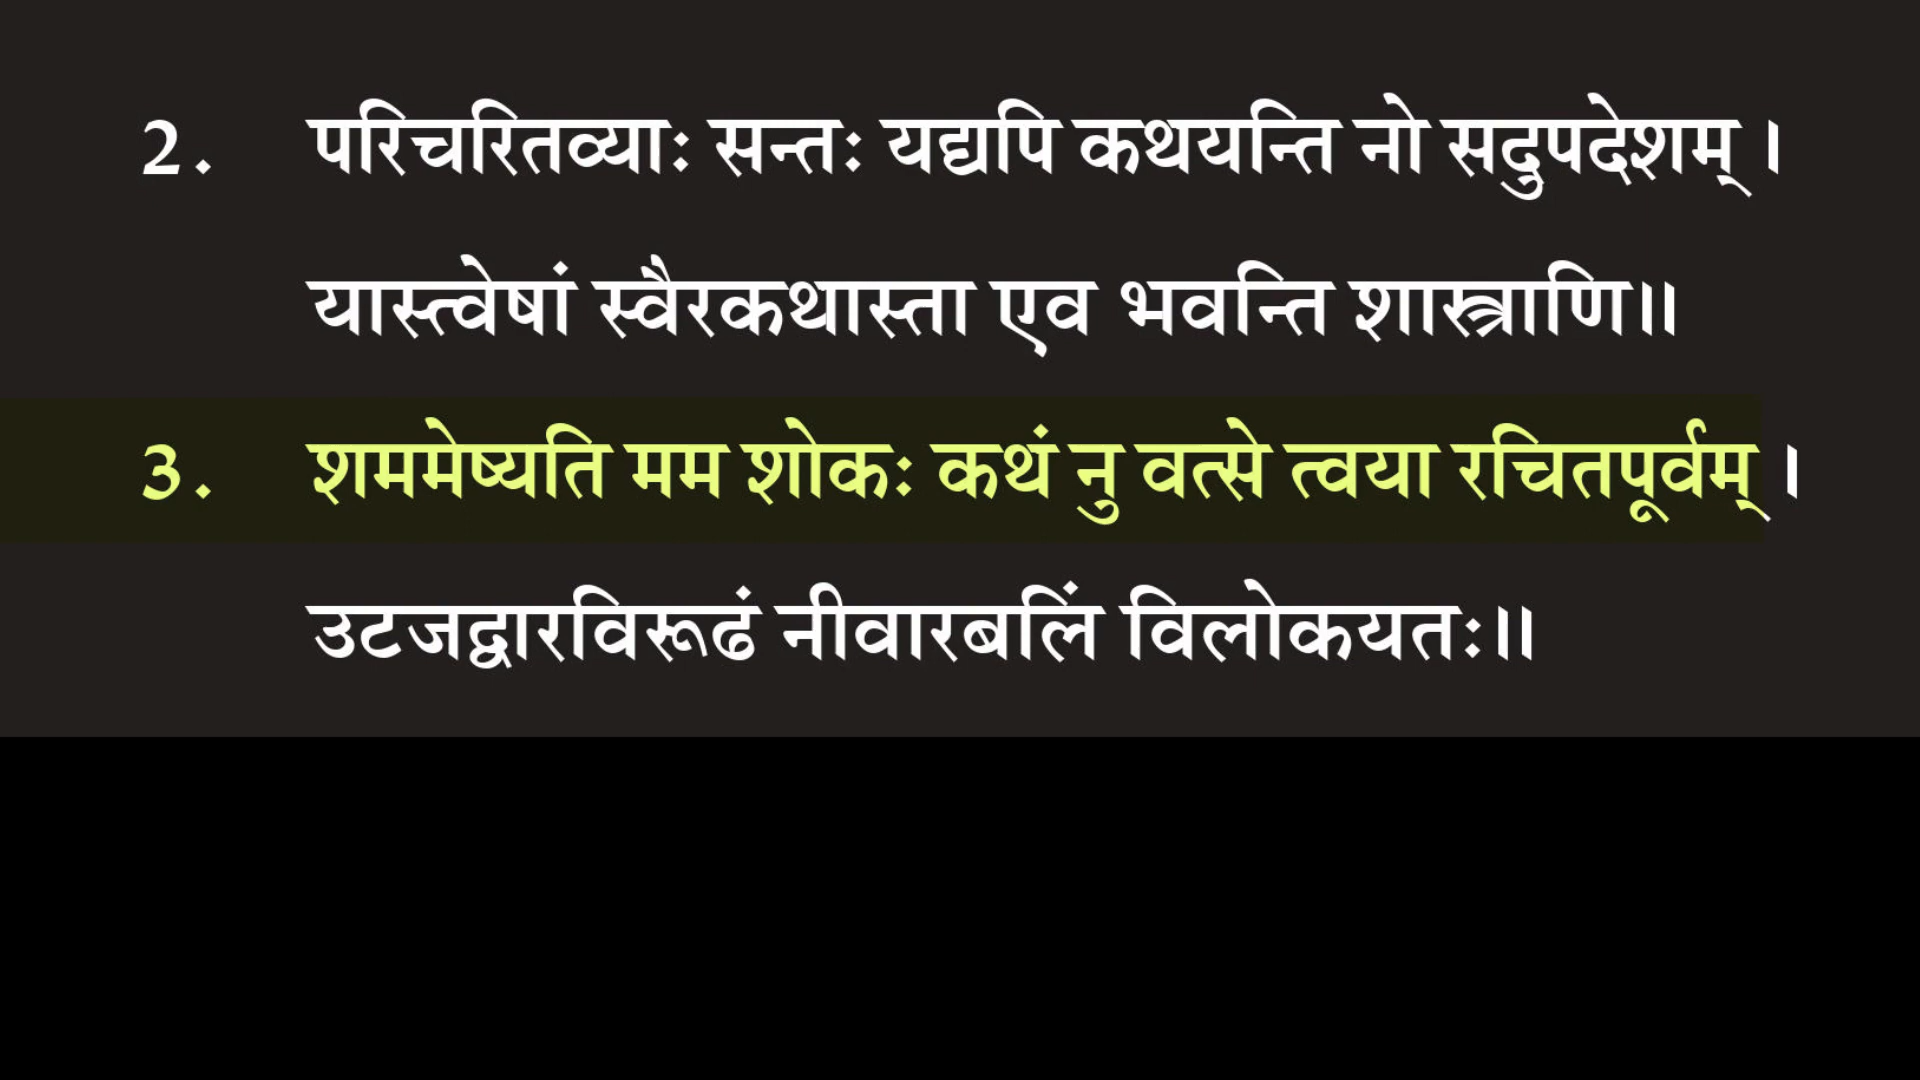 2. परिचरितव्याः सन्तः यद्यपि कथयन्ति नो सदुपदेशम् ।
यास्त्वेषां स्वैरकथास्ता एव भवन्ति शास्त्राणि॥
3. शममेष्यति मम शोकः कथं नु वत्से त्वया रचितपूर्वम् ।
उटजद्वारविरूढं नीवारबलिं विलोकयतः॥